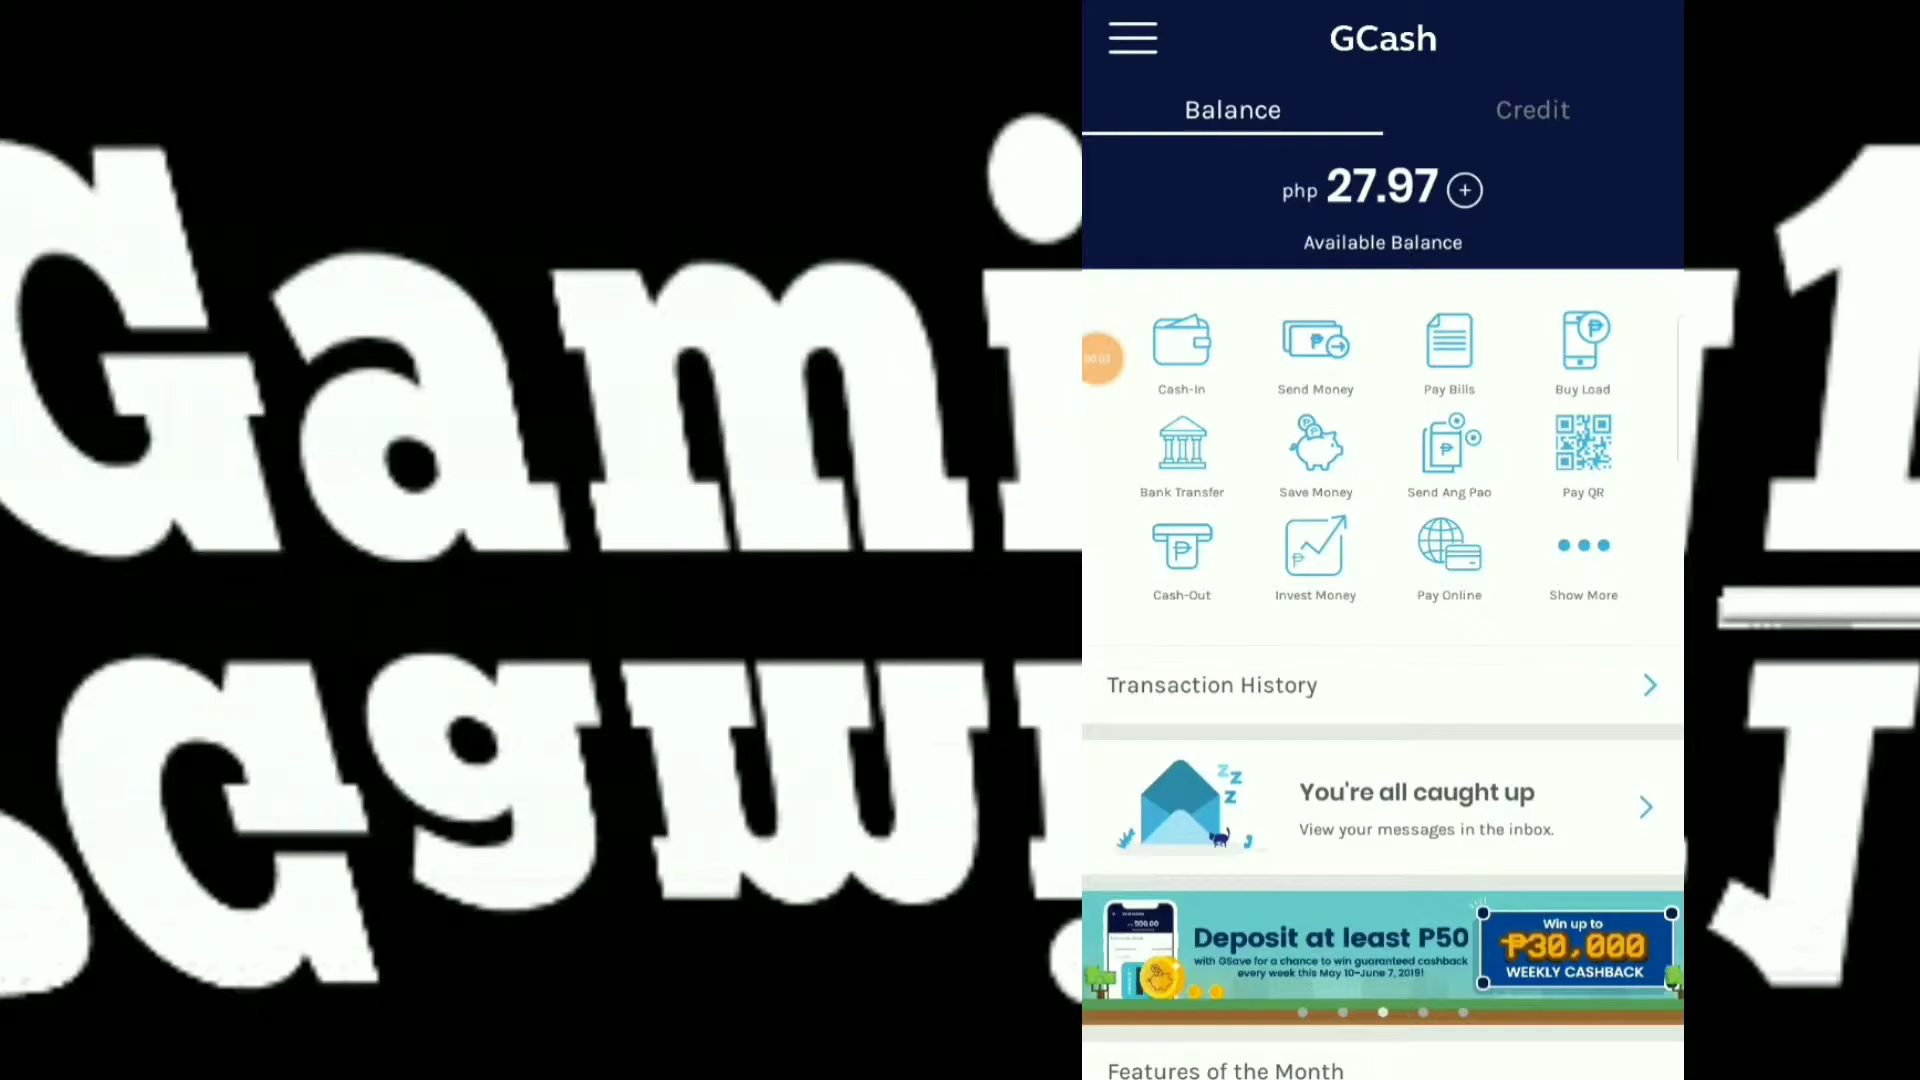 GCash
Balance
Credit
php 27.97
Available Balance
00:03
Cash-In
Send Money
Pay Bills
Buy Load
Bank Transfer
Save Money
Send Ang Pao
Pay QR
Cash-Out
Invest Money
Pay Online
Show More
Transaction History
You're all caught up
View your messages in the inbox.
Deposit at least P50
with GSave for a chance to win guaranteed cashback
every week this May 10-June 7, 2019!
Win up to
₱30,000
WEEKLY CASHBACK
Features of the Month
Gami
1